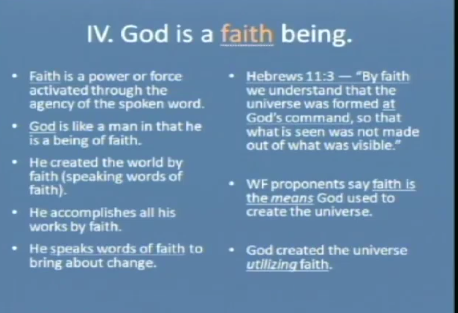 IV. God is a faith being.
• Faith is a power or force
activated through the
agency of the spoken word.
• God is like a man in that he
is a being of faith.
• He created the world by
faith (speaking words of
faith).
• He accomplishes all his
works by faith.
• He speaks words of faith to
bring about change.
• Hebrews 11:3 — “By faith
we understand that the
universe was formed at
God’s command, so that
what is seen was not made
out of what was visible.”
• WF proponents say faith is
the means God used to
create the universe.
• God created the universe
utilizing faith.